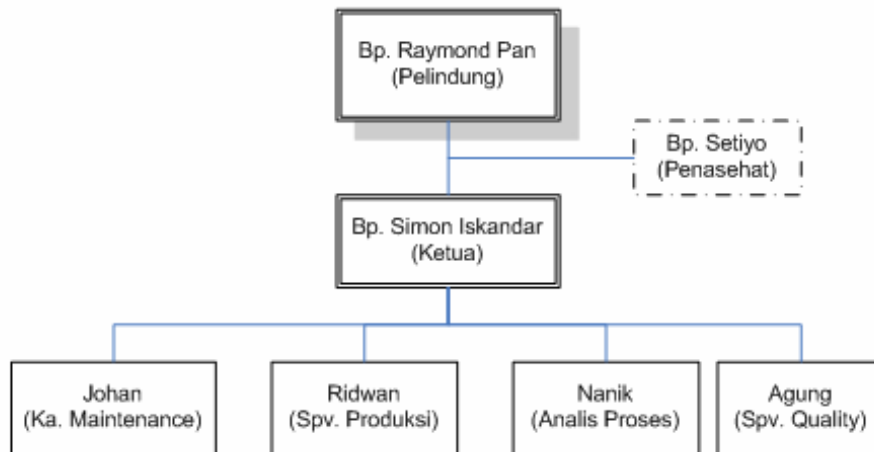 Bp. Raymond Pan
(Pelindung)
Bp. Setiyo
(Penasehat)
Bp. Simon Iskandar
(Ketua)
Johan
(Ka. Maintenance)
Ridwan
(Spv. Produksi)
Nanik
(Analis Proses)
Agung
(Spv. Quality)